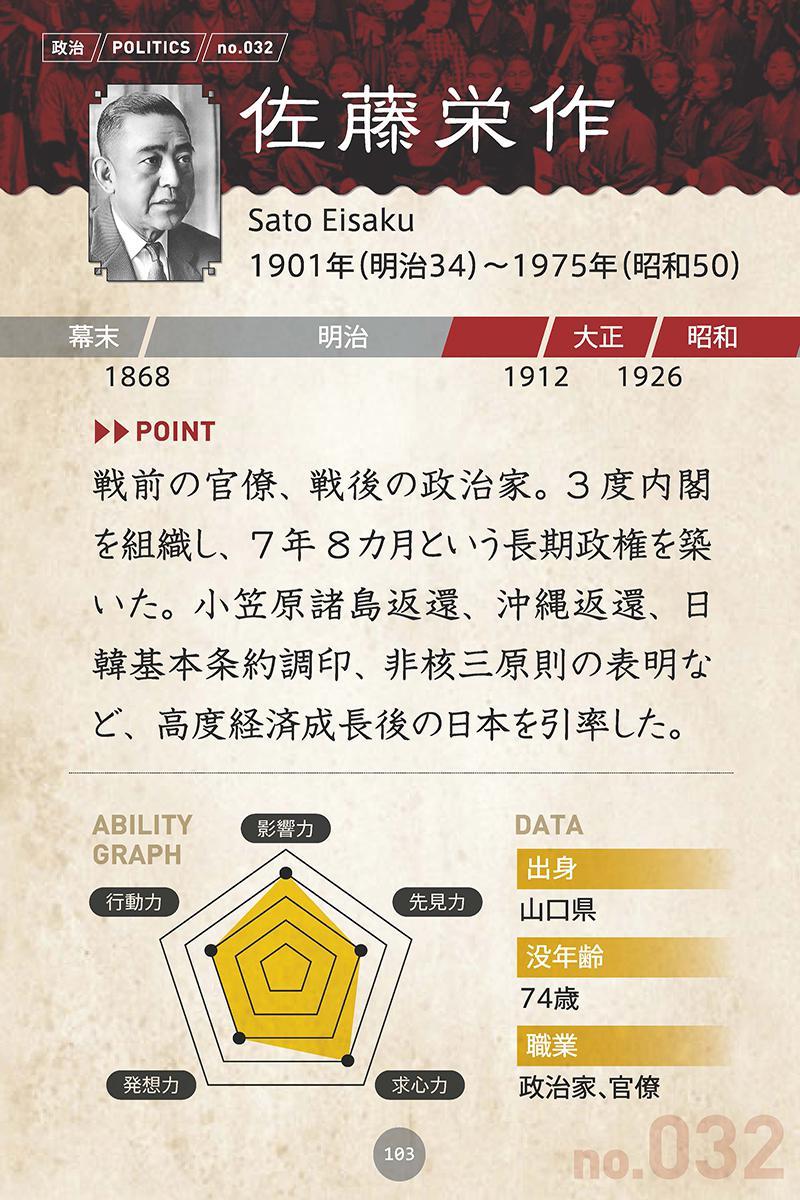 政治 POLITICS no.032
佐藤栄作
Sato Eisaku
1901年(明治34)～1975年(昭和50)
幕末 明治 大正 昭和
1868 1912 1926
POINT
戦前の官僚、戦後の政治家。3度内閣
を組織し、7年8カ月という長期政権を築
いた。小笠原諸島返還、沖縄返還、日
韓基本条約調印、非核三原則の表明な
ど、高度経済成長後の日本を引率した。
ABILITY
GRAPH
影響力
行動力
先見力
発想力
求心力
DATA
出身
山口県
没年齢
74歳
職業
政治家、官僚
103
no.032